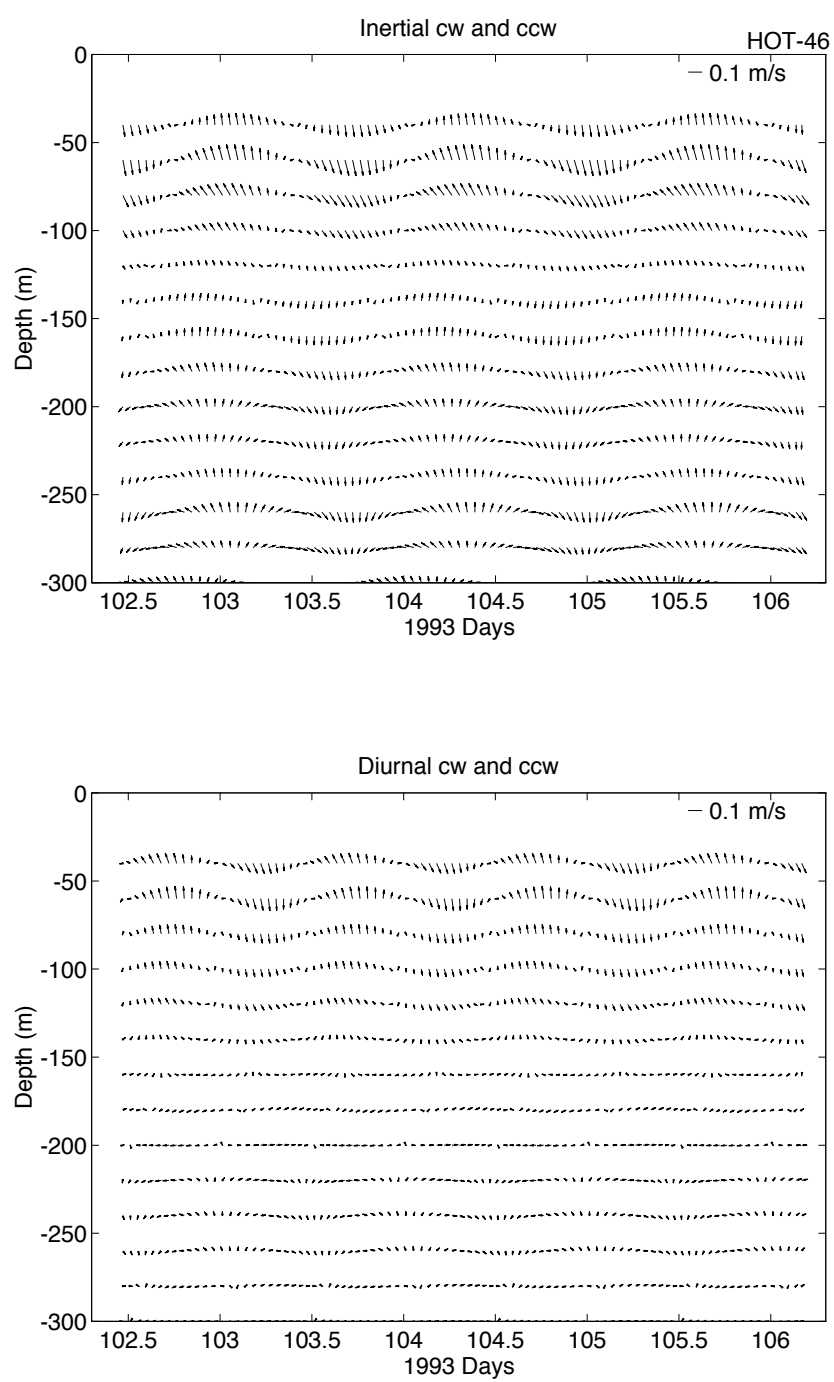 Inertial cw and ccw
HOT-46
0.1 m/s
0
-50
-100
-150
-200
-250
-300
Depth (m)
102.5 103 103.5 104 104.5 105 105.5 106
1993 Days
Diurnal cw and ccw
0.1 m/s
0
-50
-100
-150
-200
-250
-300
Depth (m)
102.5 103 103.5 104 104.5 105 105.5 106
1993 Days